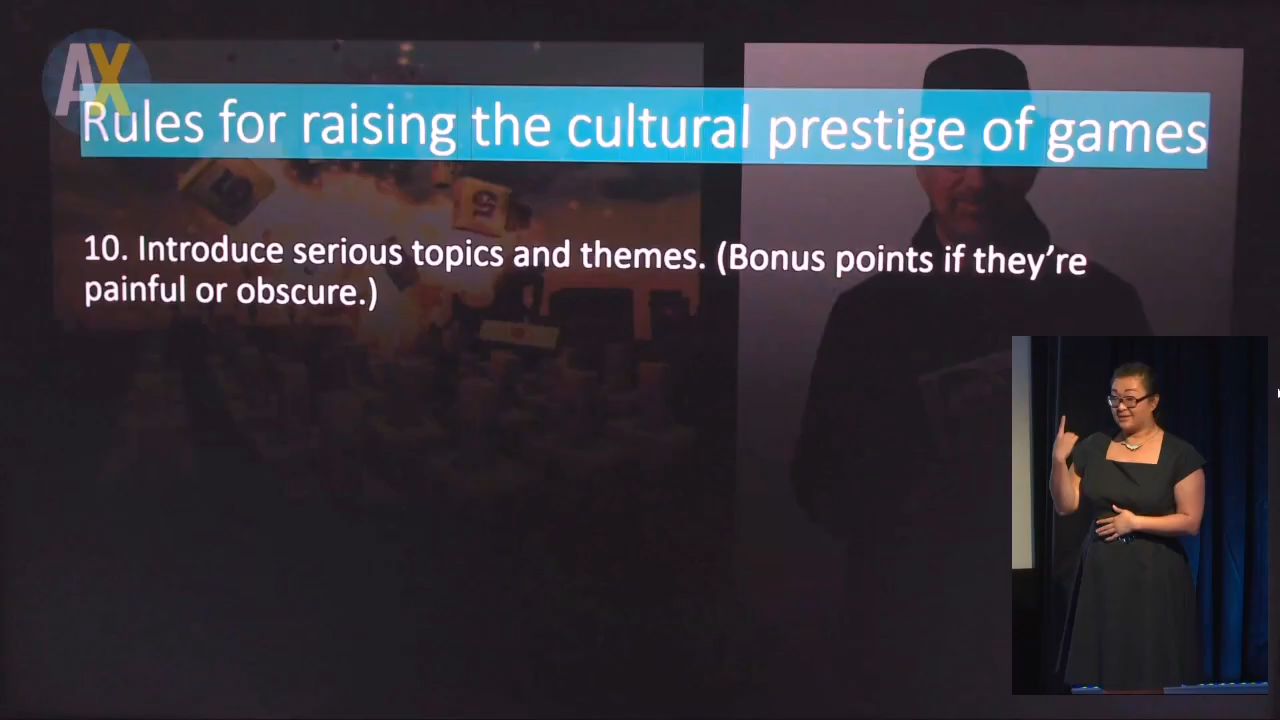 AX
Rules for raising the cultural prestige of games
10. Introduce serious topics and themes. (Bonus points if they’re
painful or obscure.)